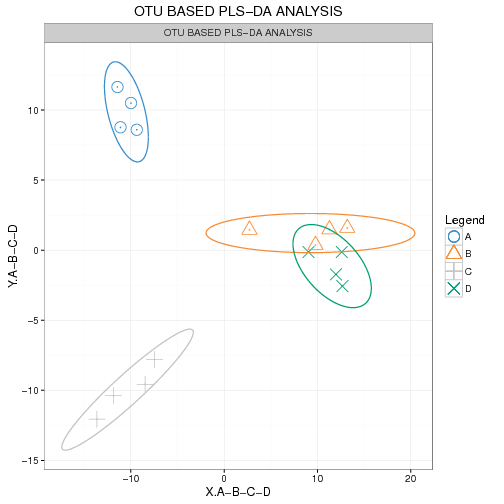 OTU BASED PLS−DA ANALYSIS
OTU BASED PLS−DA ANALYSIS
Y.A−B−C−D
10
5
0
−5
−10
−15
−10
0
10
20
X.A−B−C−D
Legend
A
B
C
D